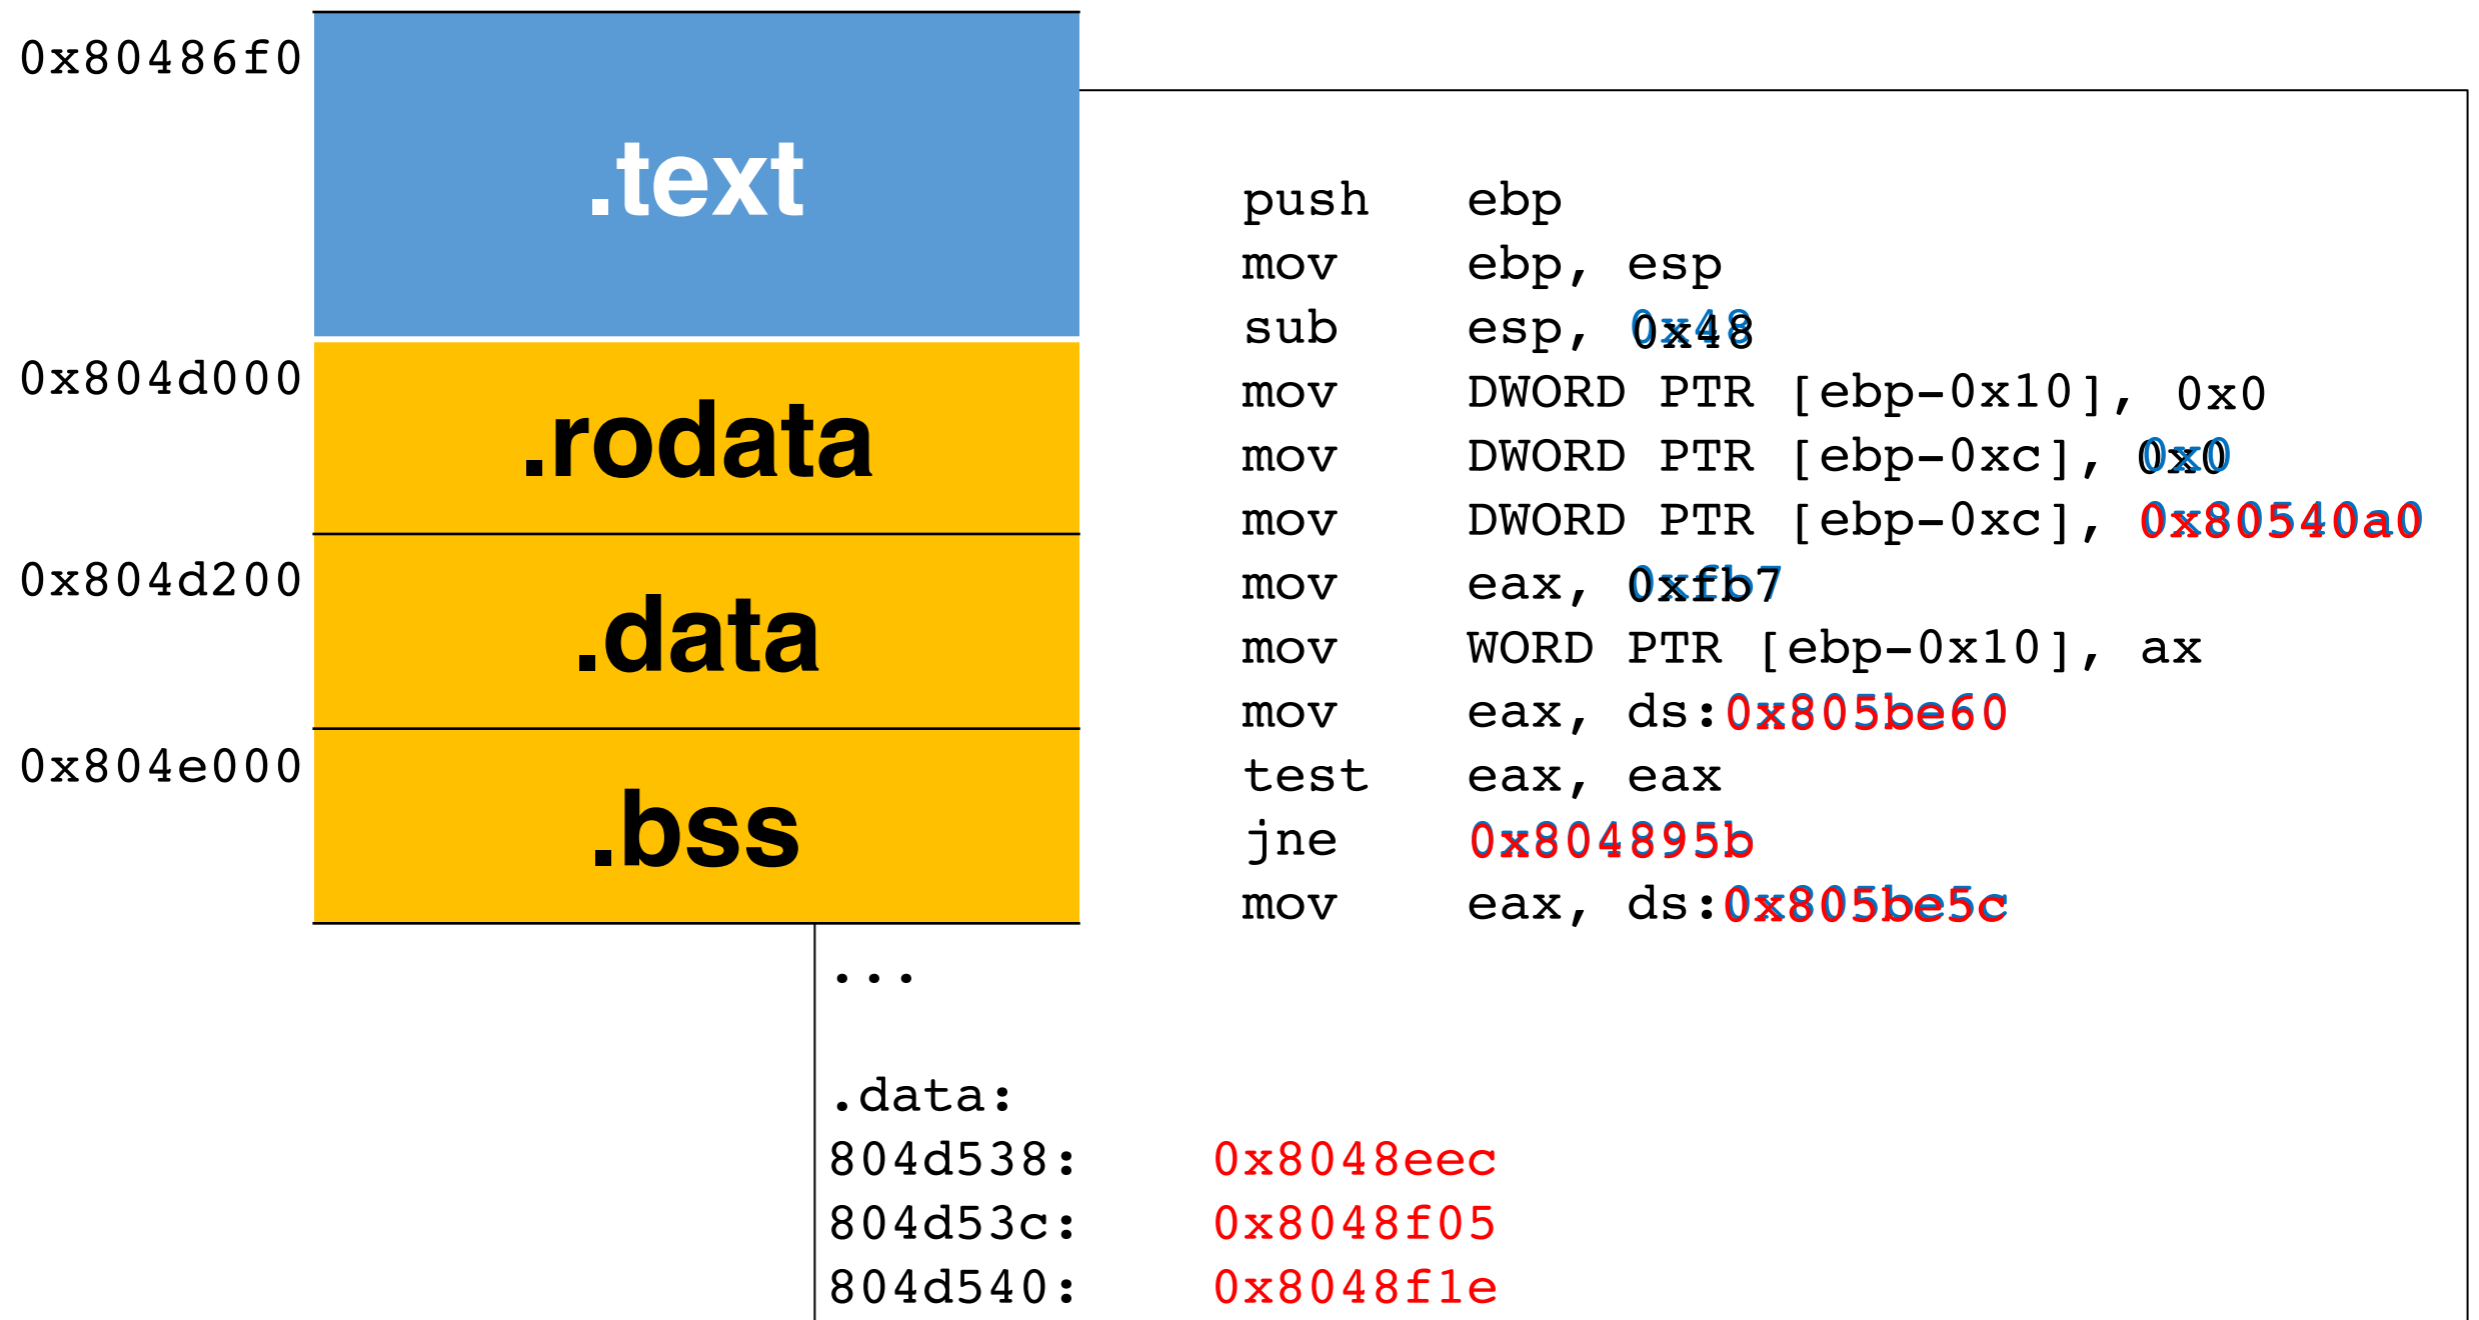 0x80486f0
.text
0x804d000
.rodata
0x804d200
.data
0x804e000
.bss
push ebp
mov ebp, esp
sub esp, 0x48
mov DWORD PTR [ebp-0x10], 0x0
mov DWORD PTR [ebp-0xc], 0x0
mov DWORD PTR [ebp-0xc], 0x80540a0
mov eax, 0xfb7
mov WORD PTR [ebp-0x10], ax
mov eax, ds:0x805be60
test eax, eax
jne 0x804895b
mov eax, ds:0x805be5c
...
.data:
804d538: 0x8048eec
804d53c: 0x8048f05
804d540: 0x8048f1e